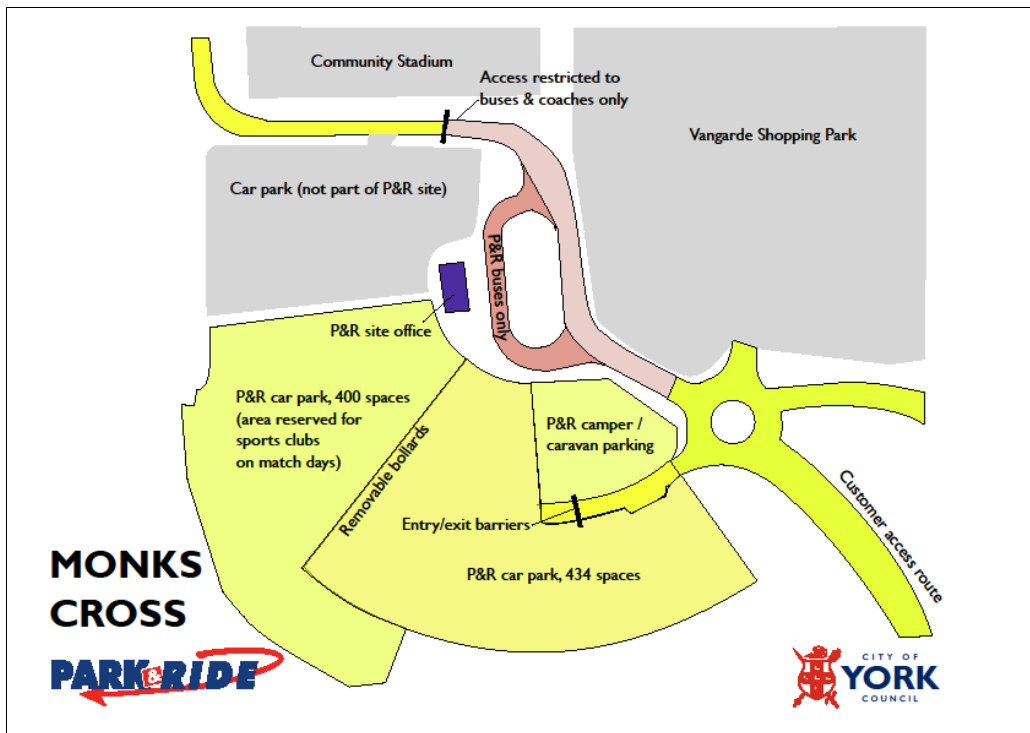 Community Stadium
Access restricted to
buses & coaches only
Vangarde Shopping Park
Car park (not part of P&R site)
P&R buses only
P&R site office
P&R car park, 400 spaces
(area reserved for
sports clubs
on match days)
Removable bollards
P&R camper /
caravan parking
Entry/exit barriers
Customer access route
P&R car park, 434 spaces
MONKS
CROSS
PARK&RIDE
CITY OF
YORK
COUNCIL